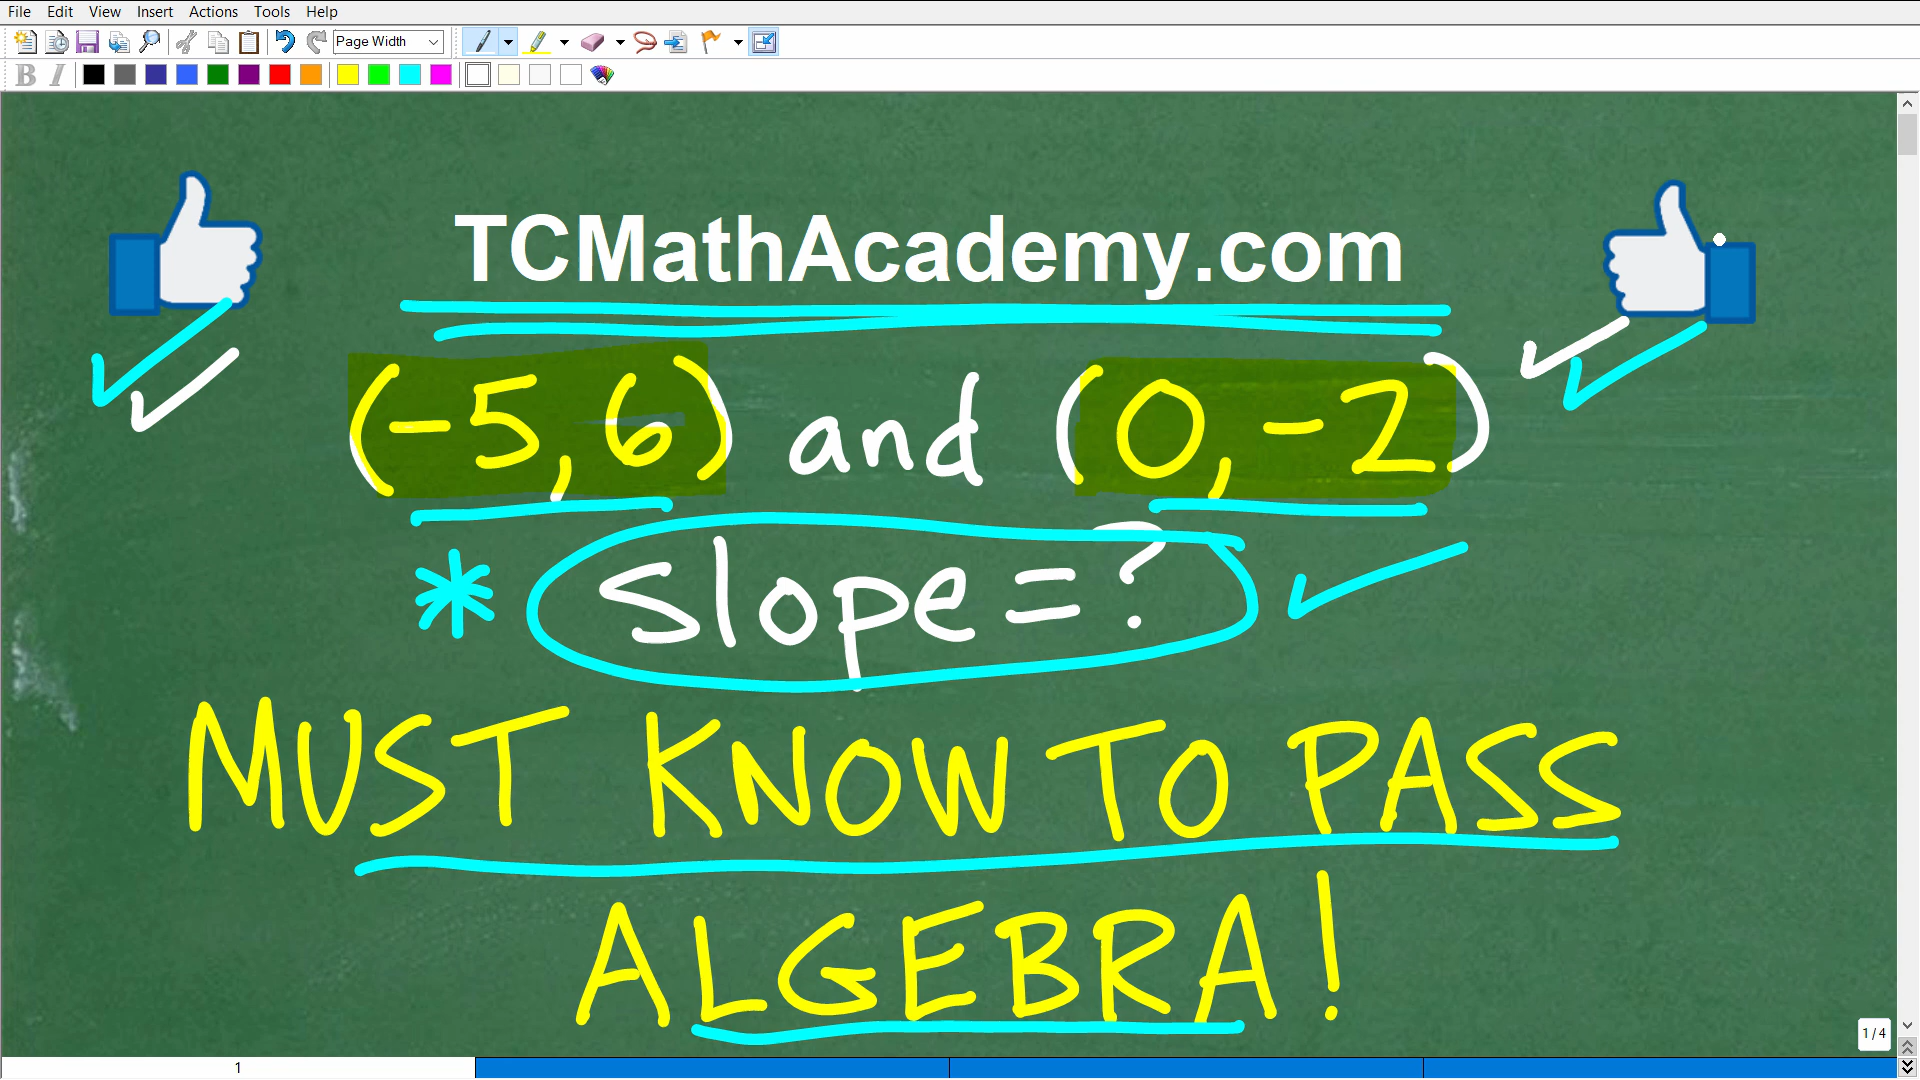 File Edit View Insert Actions Tools Help
Page Width
B I
TCMathAcademy.com
(-5, 6) and (0, -2)
* slope = ?
MUST KNOW TO PASS
ALGEBRA!
1 / 4
1